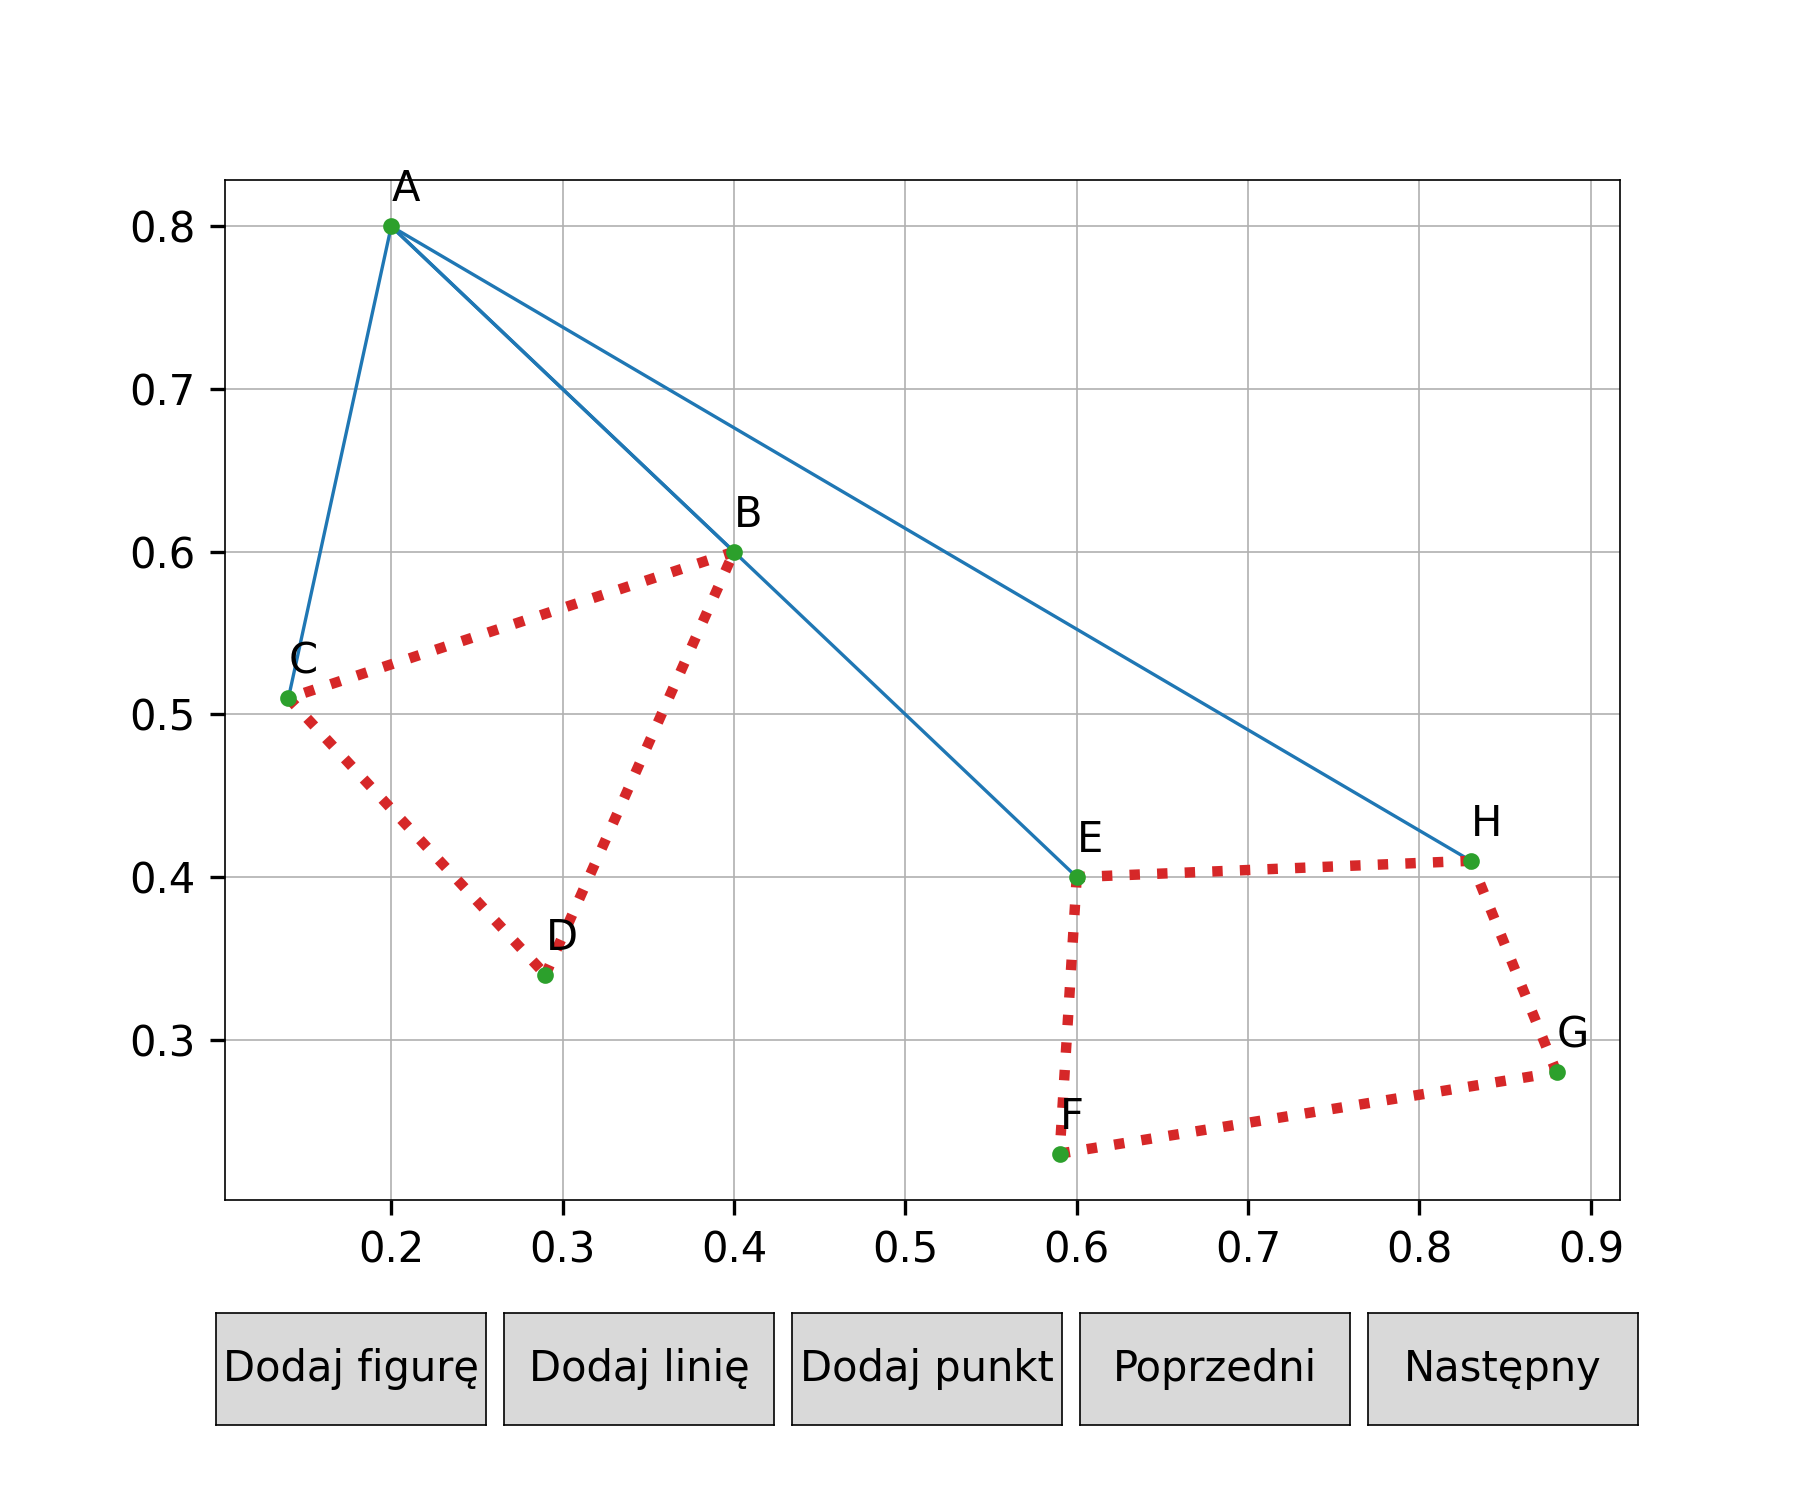 A
0.8
0.7
B
0.6
C
0.5
H
E
0.4
D
G
0.3
F
0.2 0.3 0.4 0.5 0.6 0.7 0.8 0.9
Dodaj figurę Dodaj linię Dodaj punkt Poprzedni Następny